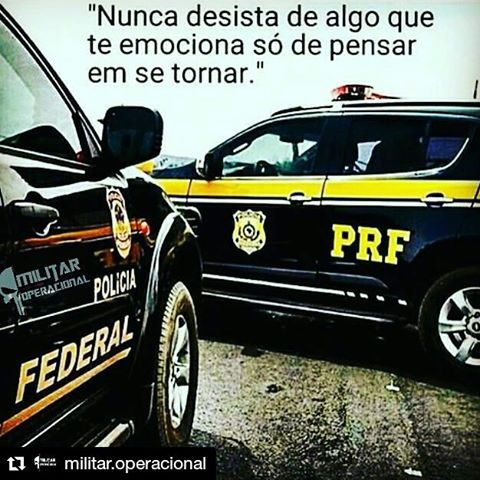 "Nunca desista de algo que
te emociona só de pensar
em se tornar."
PRF
MILITAR
OPERACIONAL
POLíCIA
FEDERAL
militar.operacional